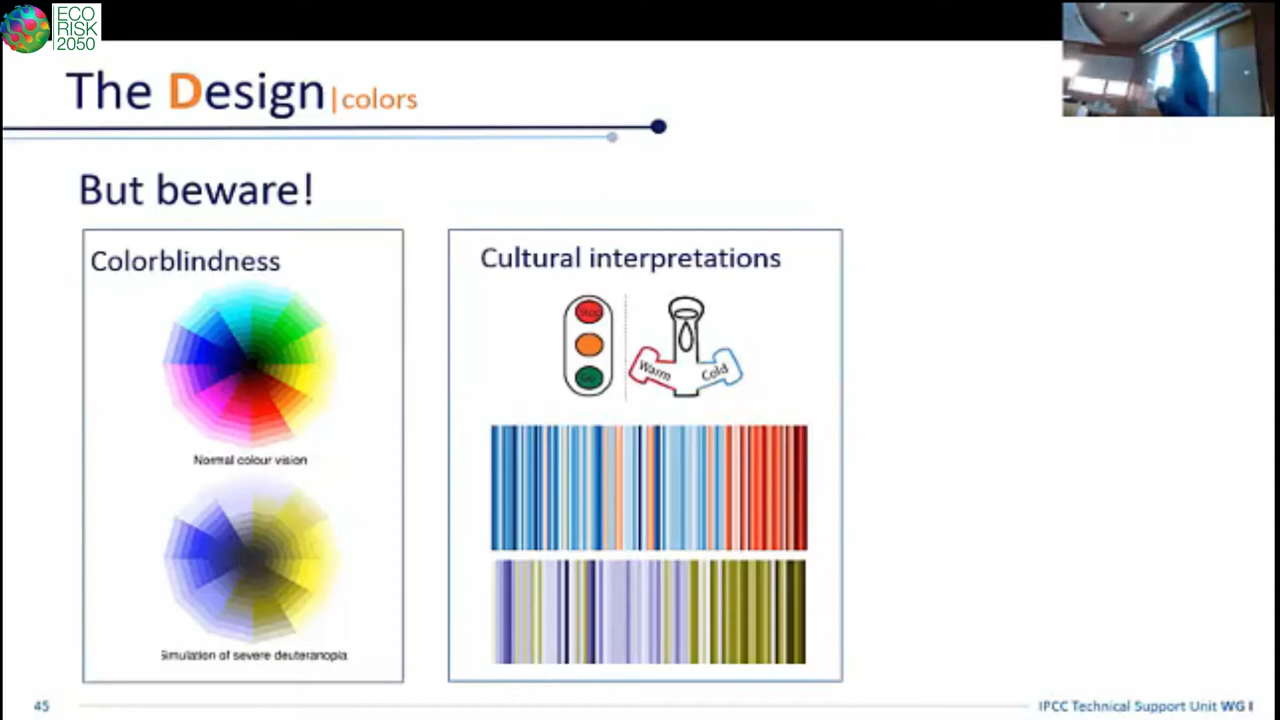 ECO
RISK
2050
The Design|colors
But beware!
Colorblindness
Normal colour vision
Simulation of severe deuteranopia
Cultural interpretations
Stop
Warm
Cold
45
IPCC Technical Support Unit WG I